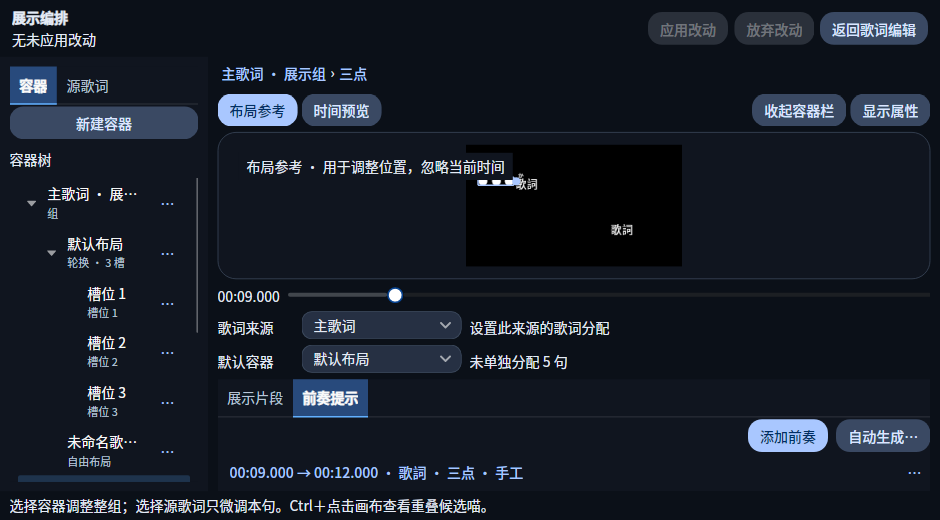 展示编排
无未应用改动
应用改动
放弃改动
返回歌词编辑
容器
源歌词
新建容器
容器树
主歌词 · 展…
组
…
默认布局
轮换 · 3 槽
…
槽位 1
槽位 1
…
槽位 2
槽位 2
…
槽位 3
槽位 3
…
未命名歌…
自由布局
…
主歌词 · 展示组 › 三点
布局参考
时间预览
收起容器栏
显示属性
布局参考 · 用于调整位置，忽略当前时间
歌詞
歌詞
00:09.000
歌词来源
主歌词
设置此来源的歌词分配
默认容器
默认布局
未单独分配 5 句
展示片段
前奏提示
添加前奏
自动生成…
00:09.000 → 00:12.000 · 歌詞 · 三点 · 手工
…
选择容器调整整组；选择源歌词只微调本句。Ctrl＋点击画布查看重叠候选喵。